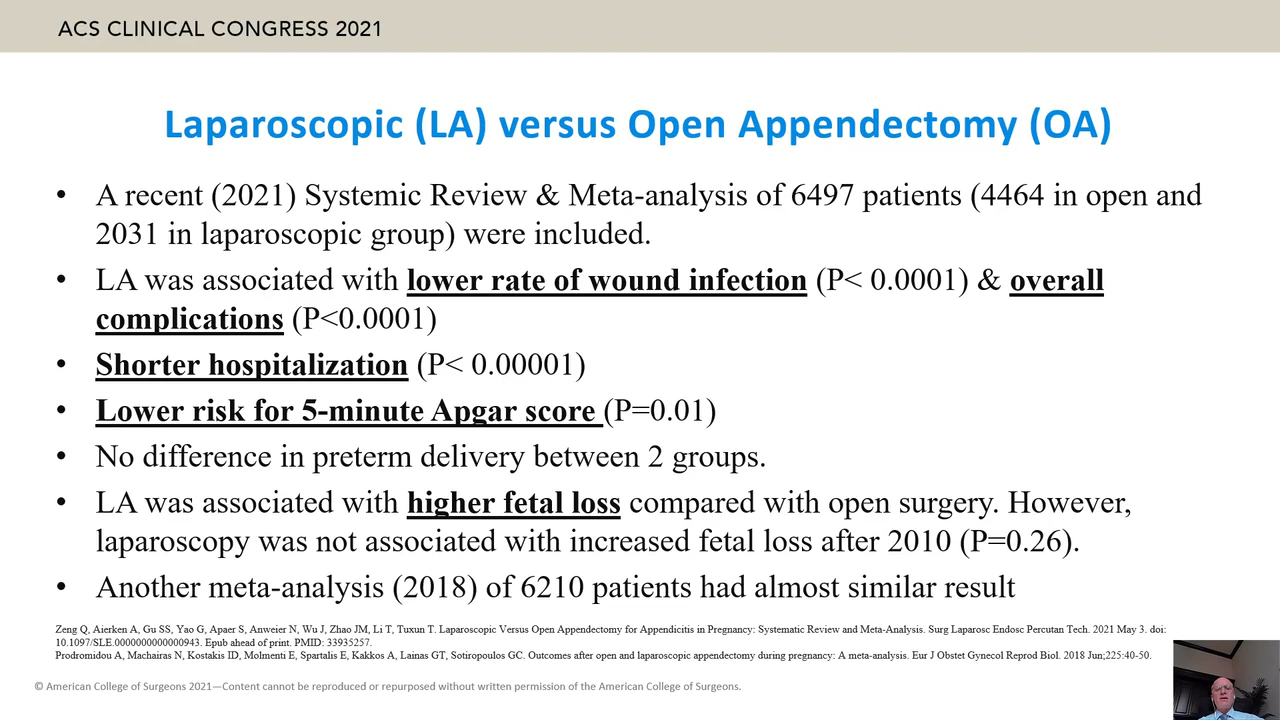 ACS CLINICAL CONGRESS 2021
Laparoscopic (LA) versus Open Appendectomy (OA)
• A recent (2021) Systemic Review & Meta-analysis of 6497 patients (4464 in open and
2031 in laparoscopic group) were included.
• LA was associated with lower rate of wound infection (P< 0.0001) & overall
complications (P<0.0001)
• Shorter hospitalization (P< 0.00001)
• Lower risk for 5-minute Apgar score (P=0.01)
• No difference in preterm delivery between 2 groups.
• LA was associated with higher fetal loss compared with open surgery. However,
laparoscopy was not associated with increased fetal loss after 2010 (P=0.26).
• Another meta-analysis (2018) of 6210 patients had almost similar result
Zeng Q, Aierken A, Gu SS, Yao G, Apaer S, Anweier N, Wu J, Zhao JM, Li T, Tuxun T. Laparoscopic Versus Open Appendectomy for Appendicitis in Pregnancy: Systematic Review and Meta-Analysis. Surg Laparosc Endosc Percutan Tech. 2021 May 3. doi:
10.1097/SLE.0000000000000943. Epub ahead of print. PMID: 33935257.
Prodromidou A, Machairas N, Kostakis ID, Molmenti E, Spartalis E, Kakkos A, Lainas GT, Sotiropoulos GC. Outcomes after open and laparoscopic appendectomy during pregnancy: A meta-analysis. Eur J Obstet Gynecol Reprod Biol. 2018 Jun;225:40-50.
© American College of Surgeons 2021—Content cannot be reproduced or repurposed without written permission of the American College of Surgeons.